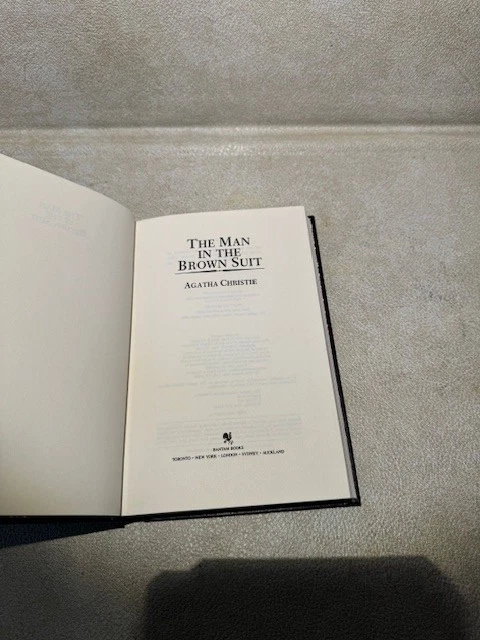 THE MAN
IN THE
BROWN SUIT
AGATHA CHRISTIE
BANTAM BOOKS
TORONTO • NEW YORK • LONDON • SYDNEY • AUCKLAND